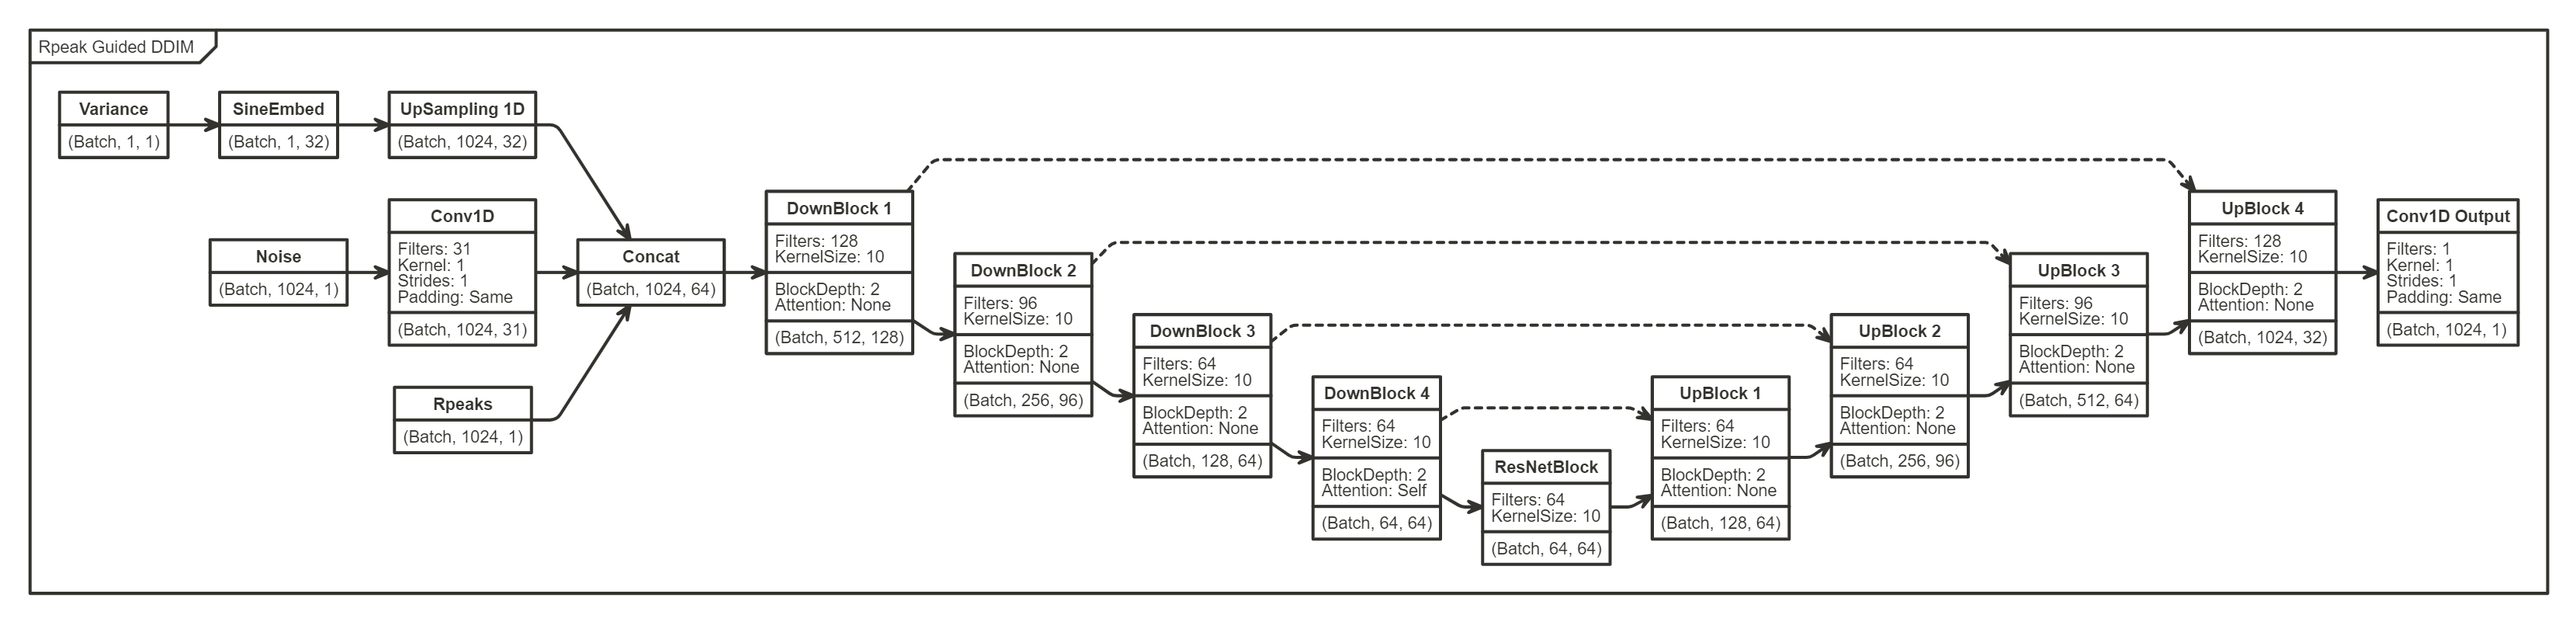 Rpeak Guided DDIM
Variance
(Batch, 1, 1)
SineEmbed
(Batch, 1, 32)
UpSampling 1D
(Batch, 1024, 32)
Noise
(Batch, 1024, 1)
Conv1D
Filters: 31
Kernel: 1
Strides: 1
Padding: Same
(Batch, 1024, 31)
Rpeaks
(Batch, 1024, 1)
Concat
(Batch, 1024, 64)
DownBlock 1
Filters: 128
KernelSize: 10
BlockDepth: 2
Attention: None
(Batch, 512, 128)
DownBlock 2
Filters: 96
KernelSize: 10
BlockDepth: 2
Attention: None
(Batch, 256, 96)
DownBlock 3
Filters: 64
KernelSize: 10
BlockDepth: 2
Attention: None
(Batch, 128, 64)
DownBlock 4
Filters: 64
KernelSize: 10
BlockDepth: 2
Attention: Self
(Batch, 64, 64)
ResNetBlock
Filters: 64
KernelSize: 10
(Batch, 64, 64)
UpBlock 1
Filters: 64
KernelSize: 10
BlockDepth: 2
Attention: None
(Batch, 128, 64)
UpBlock 2
Filters: 64
KernelSize: 10
BlockDepth: 2
Attention: None
(Batch, 256, 96)
UpBlock 3
Filters: 96
KernelSize: 10
BlockDepth: 2
Attention: None
(Batch, 512, 64)
UpBlock 4
Filters: 128
KernelSize: 10
BlockDepth: 2
Attention: None
(Batch, 1024, 32)
Conv1D Output
Filters: 1
Kernel: 1
Strides: 1
Padding: Same
(Batch, 1024, 1)